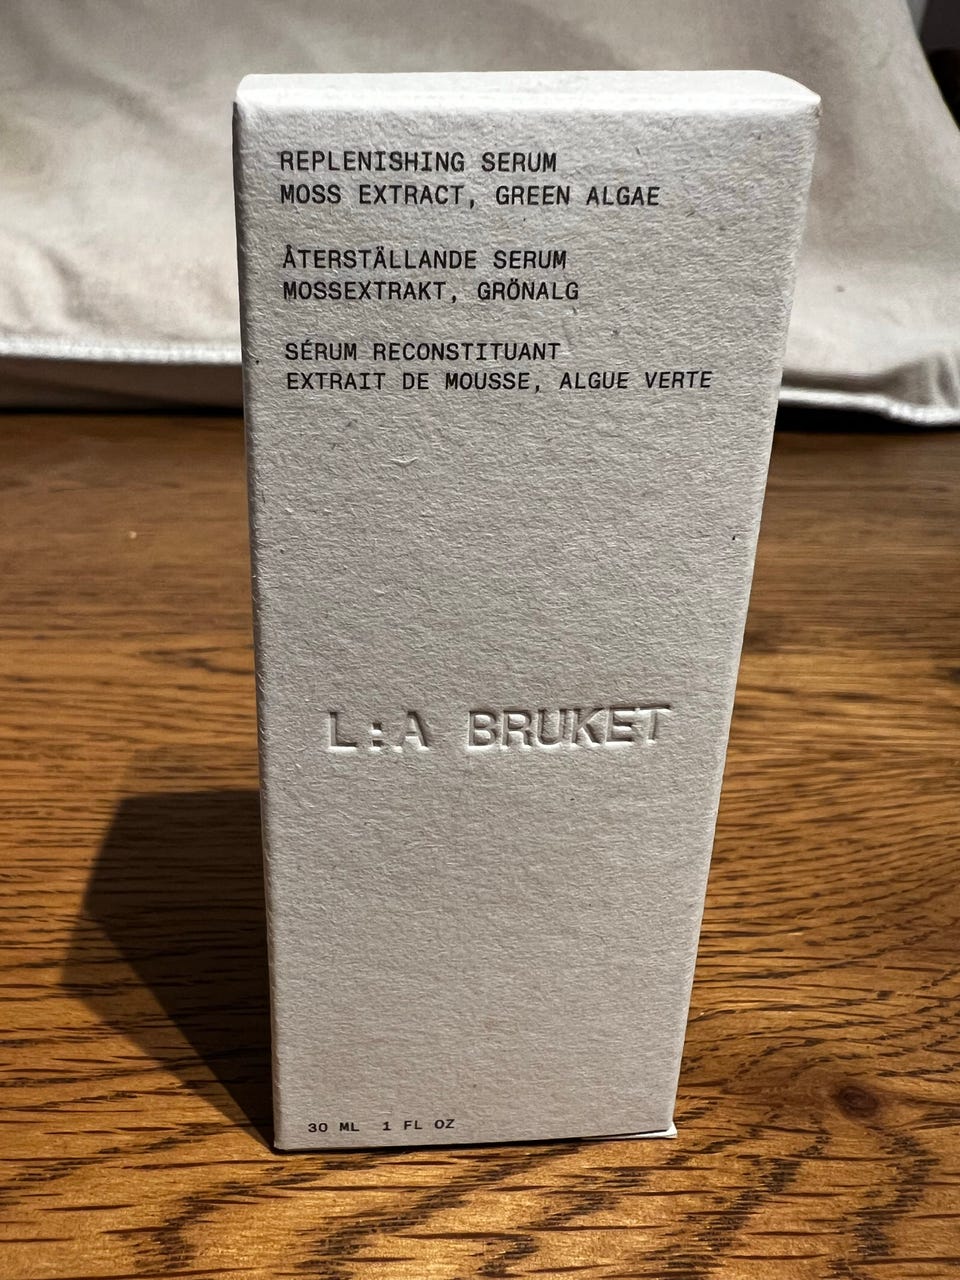 REPLENISHING SERUM
MOSS EXTRACT, GREEN ALGAE
ÅTERSTÄLLANDE SERUM
MOSSEXTRAKT, GRÖNALG
SÉRUM RECONSTITUANT
EXTRAIT DE MOUSSE, ALGUE VERTE
L:A BRUKET
30 ML 1 FL OZ